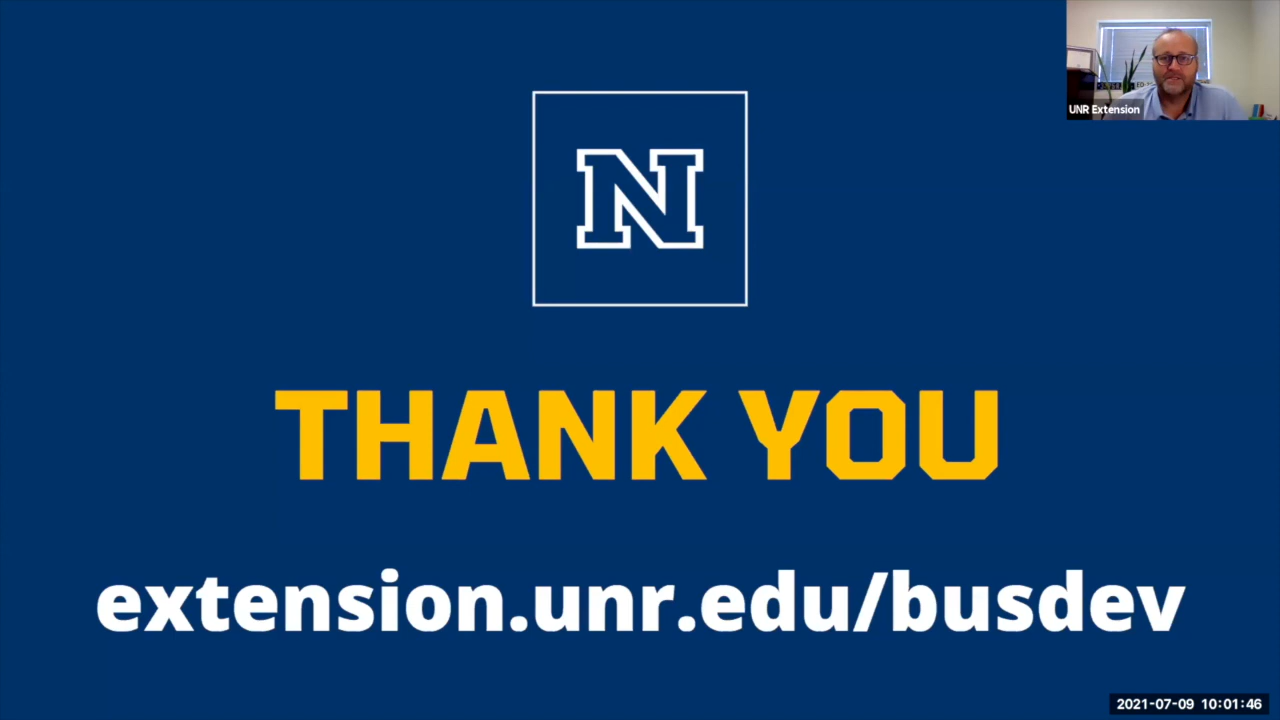 UNR Extension
N
THANK YOU
extension.unr.edu/busdev
2021-07-09 10:01:46